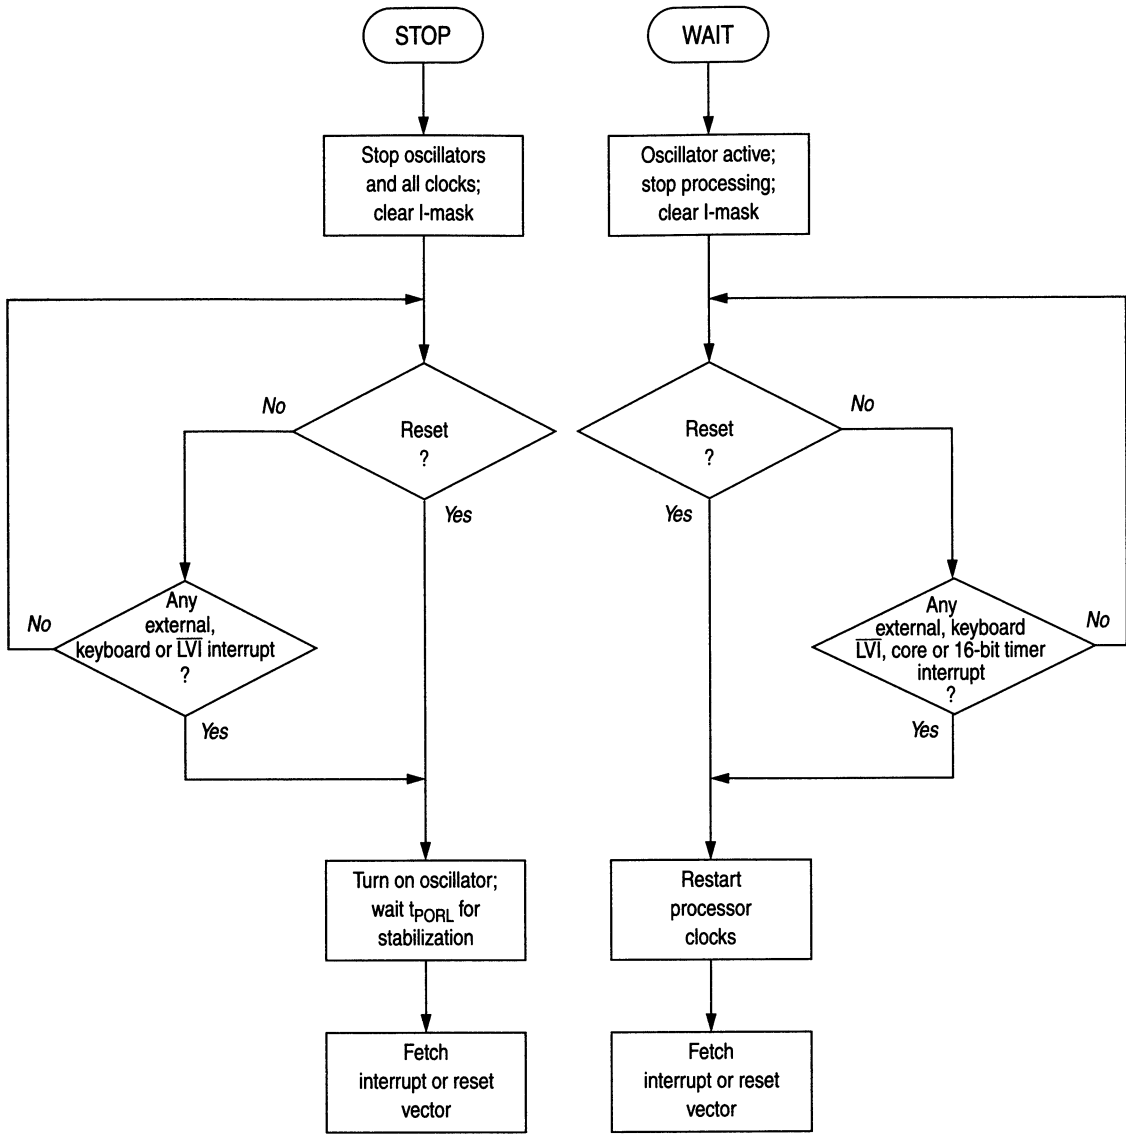 STOP
Stop oscillators
and all clocks;
clear I-mask
Reset
?
No
Yes
Any
external,
keyboard or L̅V̅I̅ interrupt
?
No
Yes
Turn on oscillator;
wait tPORL for
stabilization
Fetch
interrupt or reset
vector
WAIT
Oscillator active;
stop processing;
clear I-mask
Reset
?
No
Yes
Any
external, keyboard
L̅V̅I̅, core or 16-bit timer
interrupt
?
No
Yes
Restart
processor
clocks
Fetch
interrupt or reset
vector